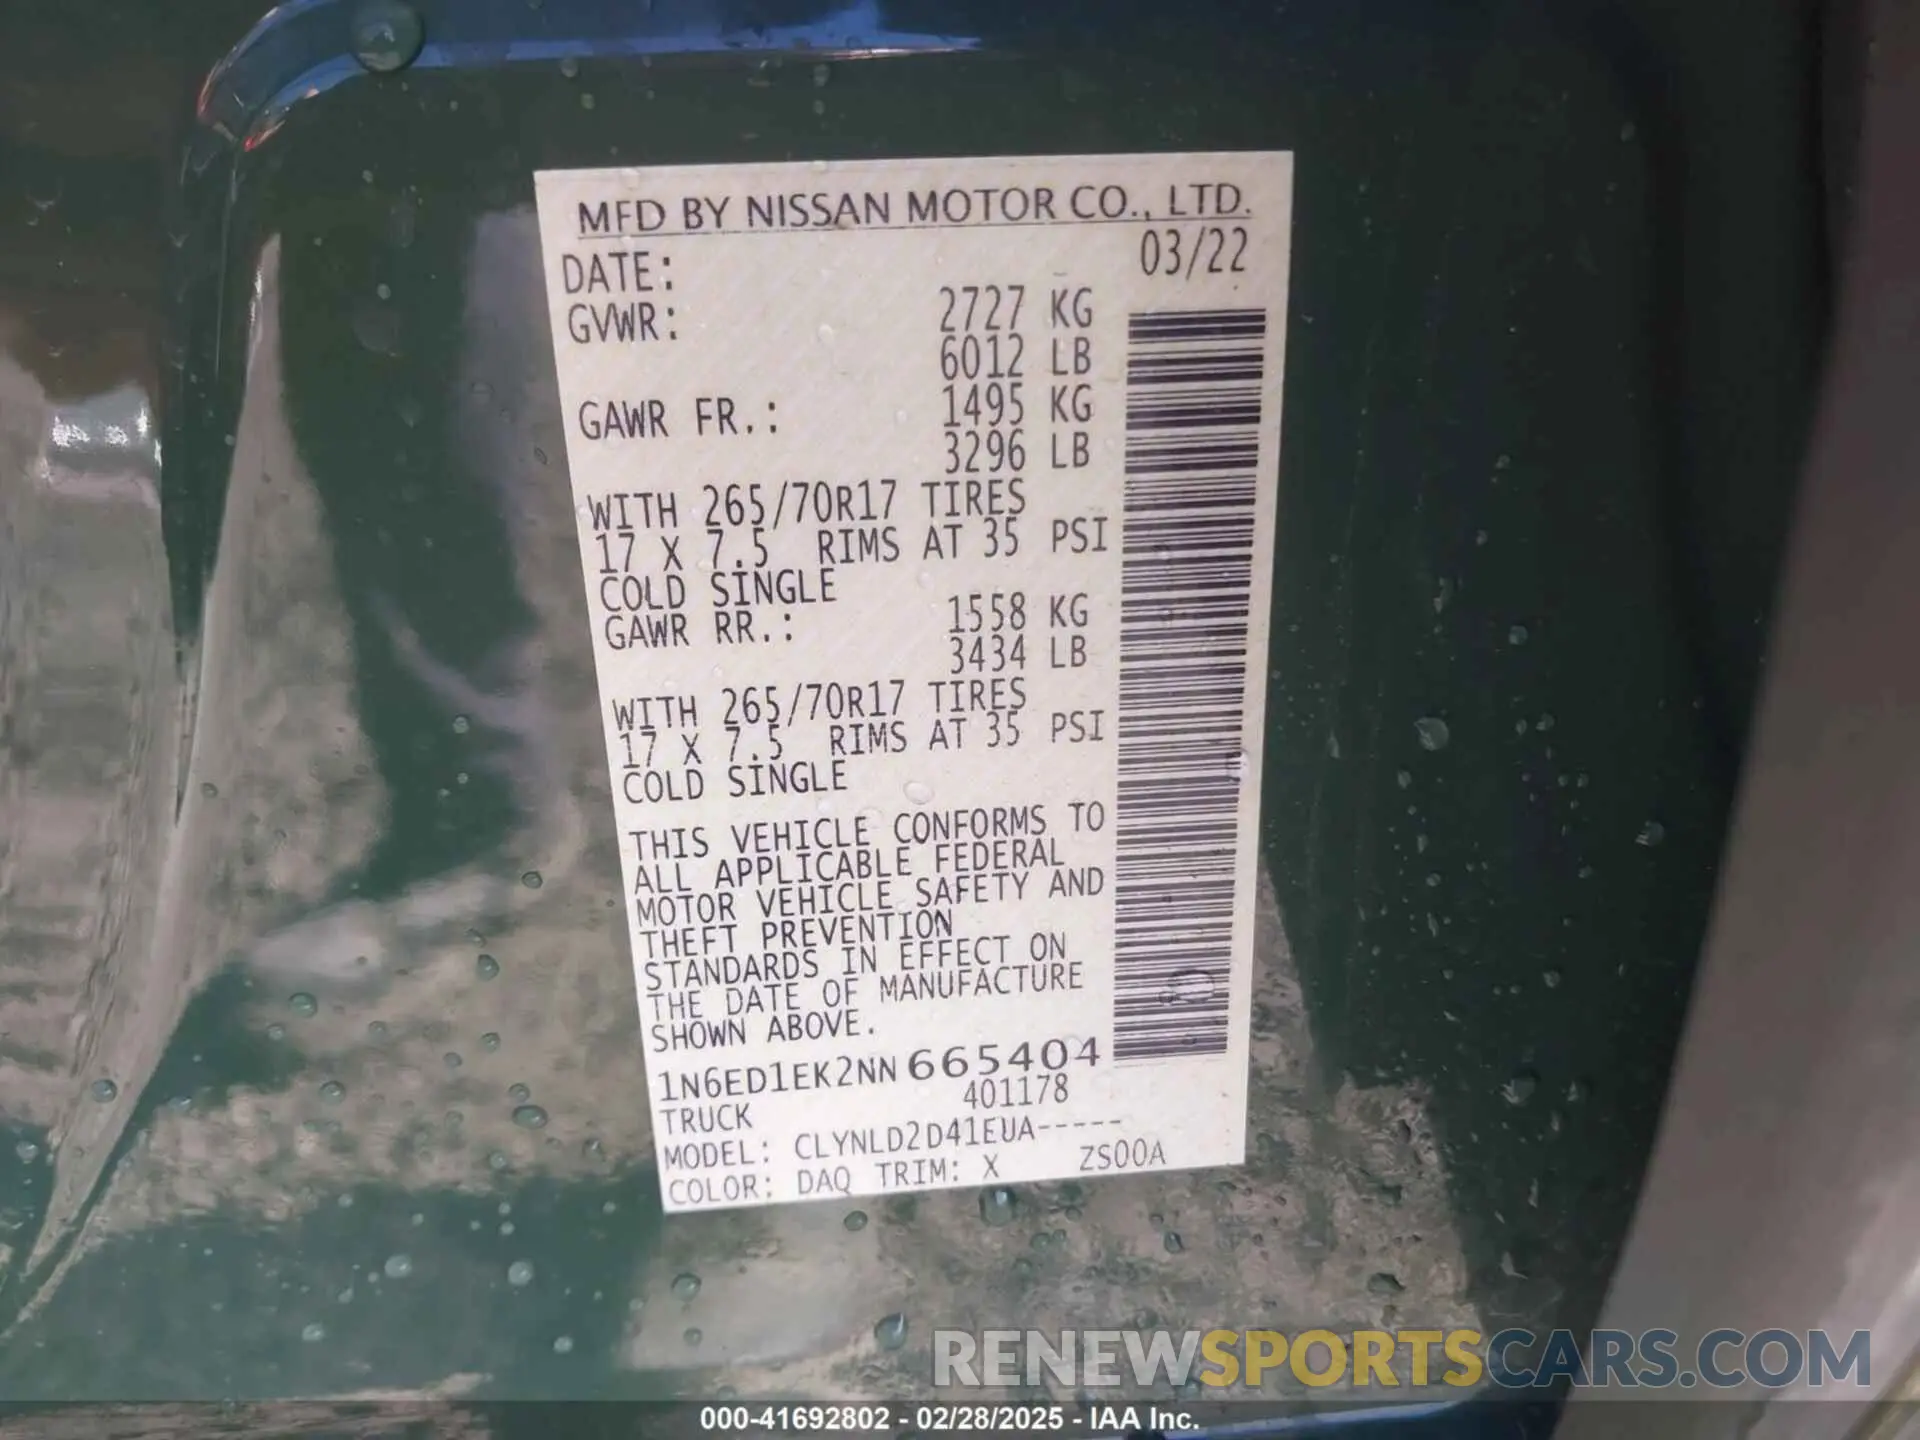 MFD BY NISSAN MOTOR CO., LTD.
DATE: 03/22
GVWR: 2727 KG
6012 LB
GAWR FR.: 1495 KG
3296 LB
WITH 265/70R17 TIRES
17 X 7.5 RIMS AT 35 PSI
COLD SINGLE
GAWR RR.: 1558 KG
3434 LB
WITH 265/70R17 TIRES
17 X 7.5 RIMS AT 35 PSI
COLD SINGLE
THIS VEHICLE CONFORMS TO
ALL APPLICABLE FEDERAL
MOTOR VEHICLE SAFETY AND
THEFT PREVENTION
STANDARDS IN EFFECT ON
THE DATE OF MANUFACTURE
SHOWN ABOVE.
1N6ED1EK2NN665404
TRUCK 401178
MODEL: CLYNLD2D41EUA-----
COLOR: DAQ TRIM: X ZS00A
RENEWSPORTSCARS.COM
000-41692802 - 02/28/2025 - IAA Inc.